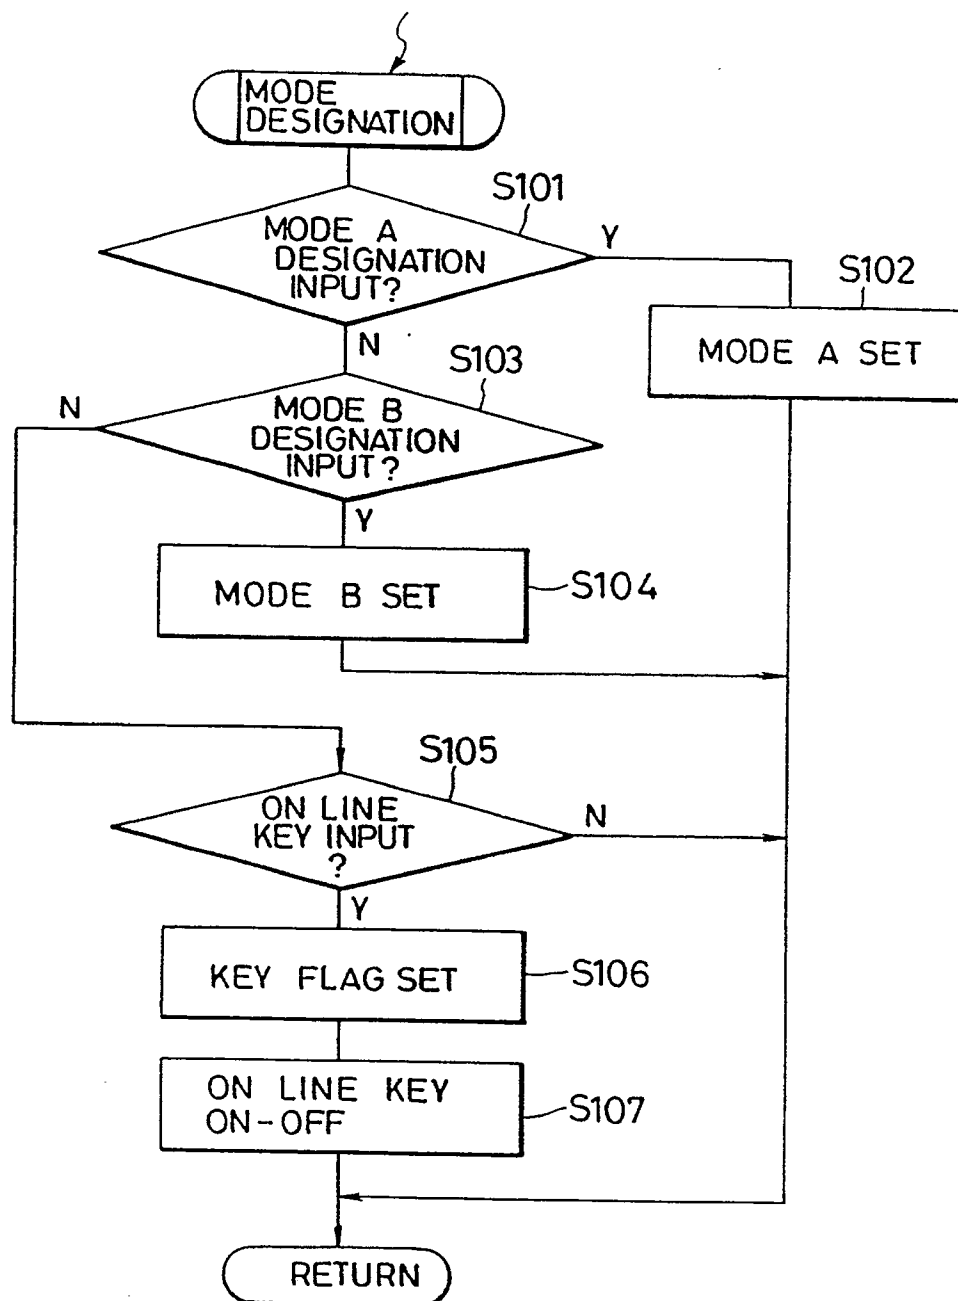 MODE
DESIGNATION
S101
MODE A
DESIGNATION
INPUT?
Y
S102
MODE A SET
N
S103
N
MODE B
DESIGNATION
INPUT?
Y
MODE B SET
S104
S105
ON LINE
KEY INPUT
?
N
Y
KEY FLAG SET
S106
ON LINE KEY
ON-OFF
S107
RETURN